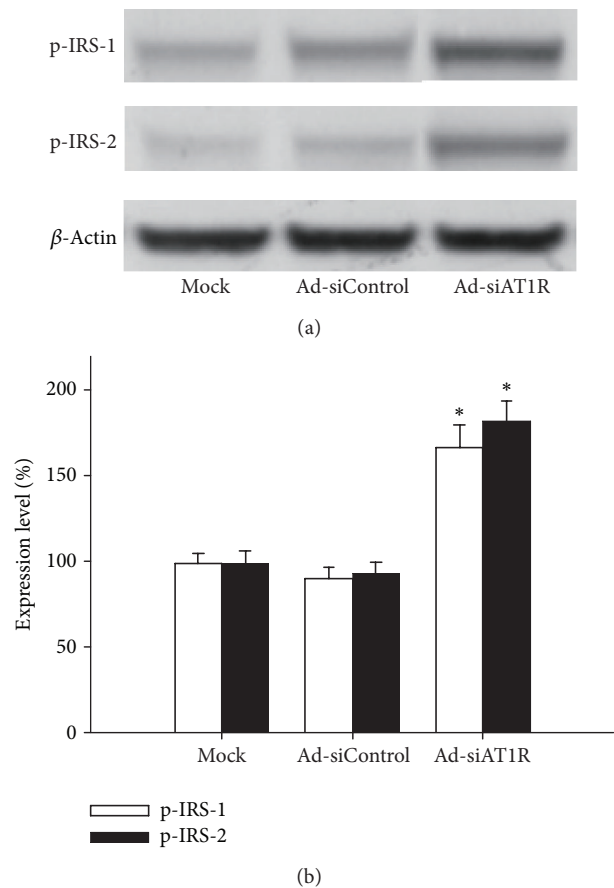 p-IRS-1
p-IRS-2
β-Actin
Mock Ad-siControl Ad-siAT1R
(a)
200
150
100
50
0
Expression level (%)
* *
Mock Ad-siControl Ad-siAT1R
p-IRS-1
p-IRS-2
(b)